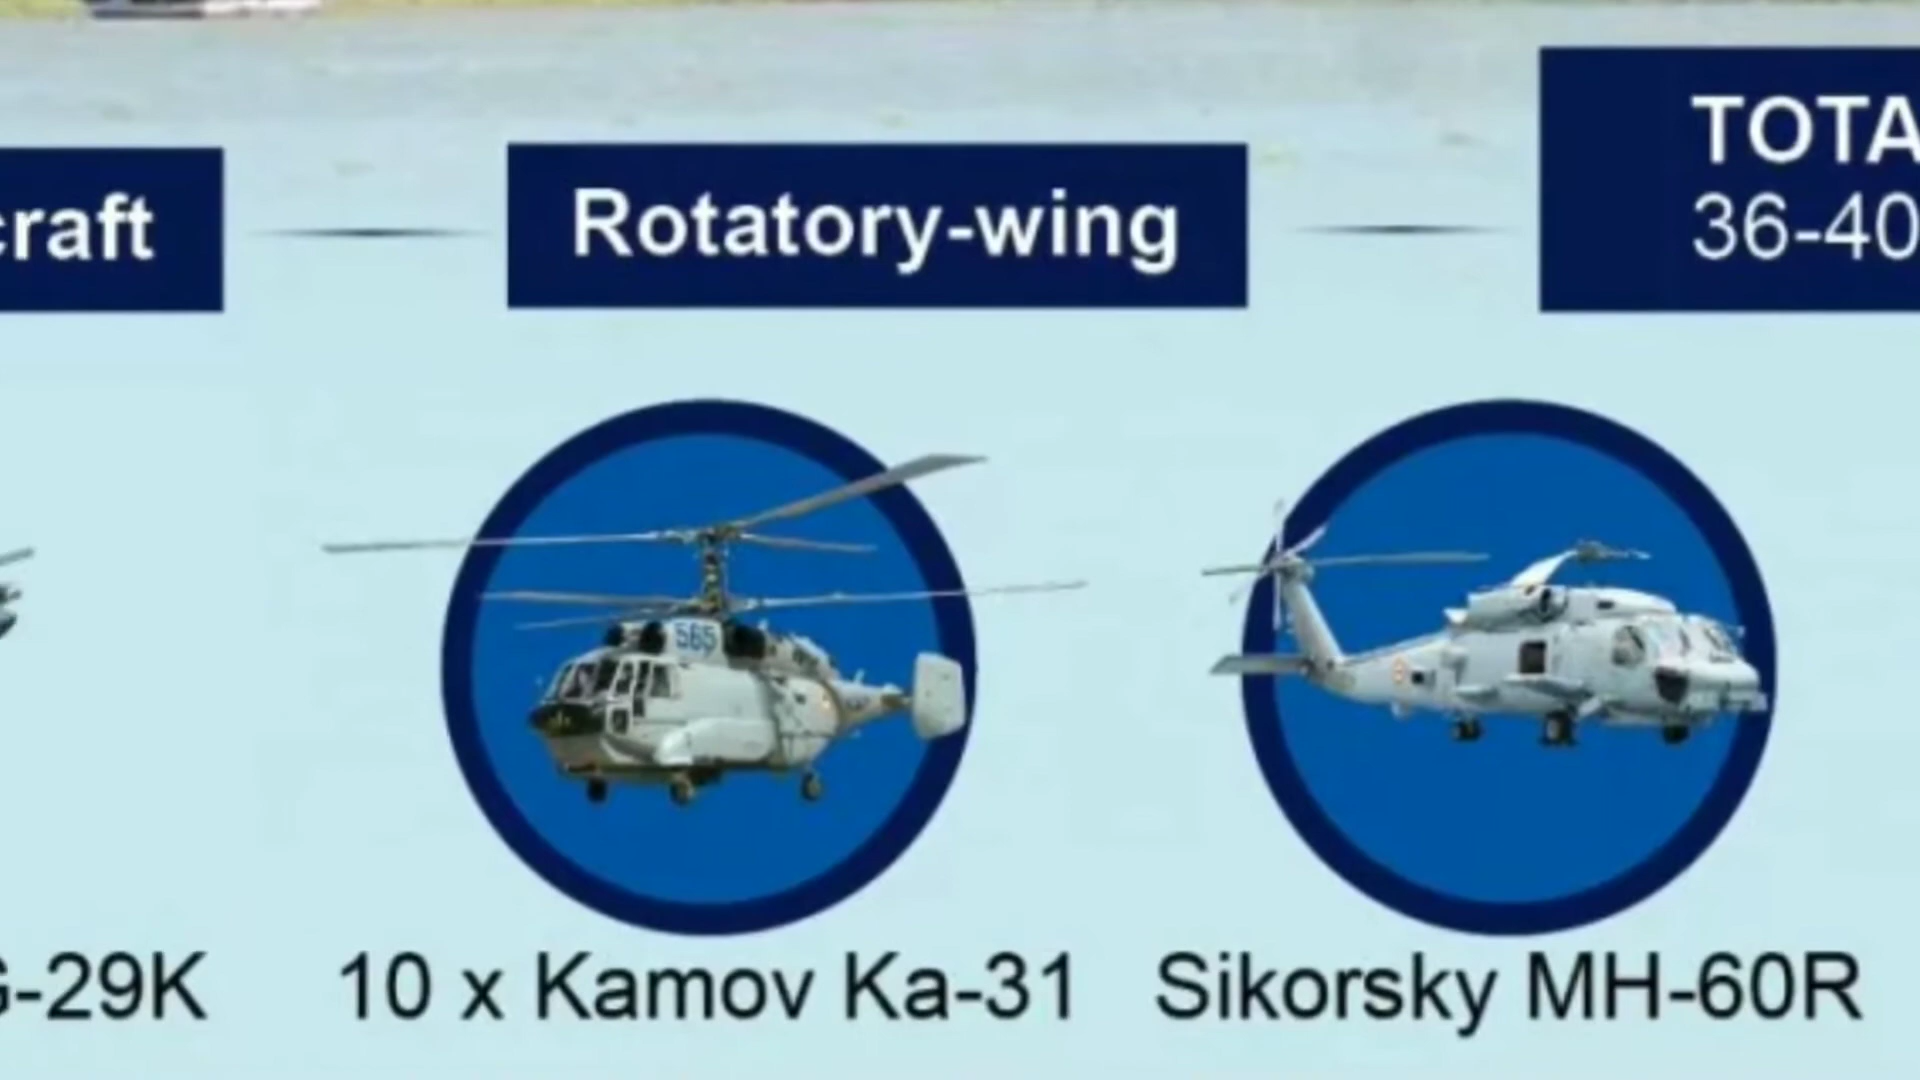 craft
Rotatory-wing
TOTA
36-40
565
-29K
10 x Kamov Ka-31
Sikorsky MH-60R